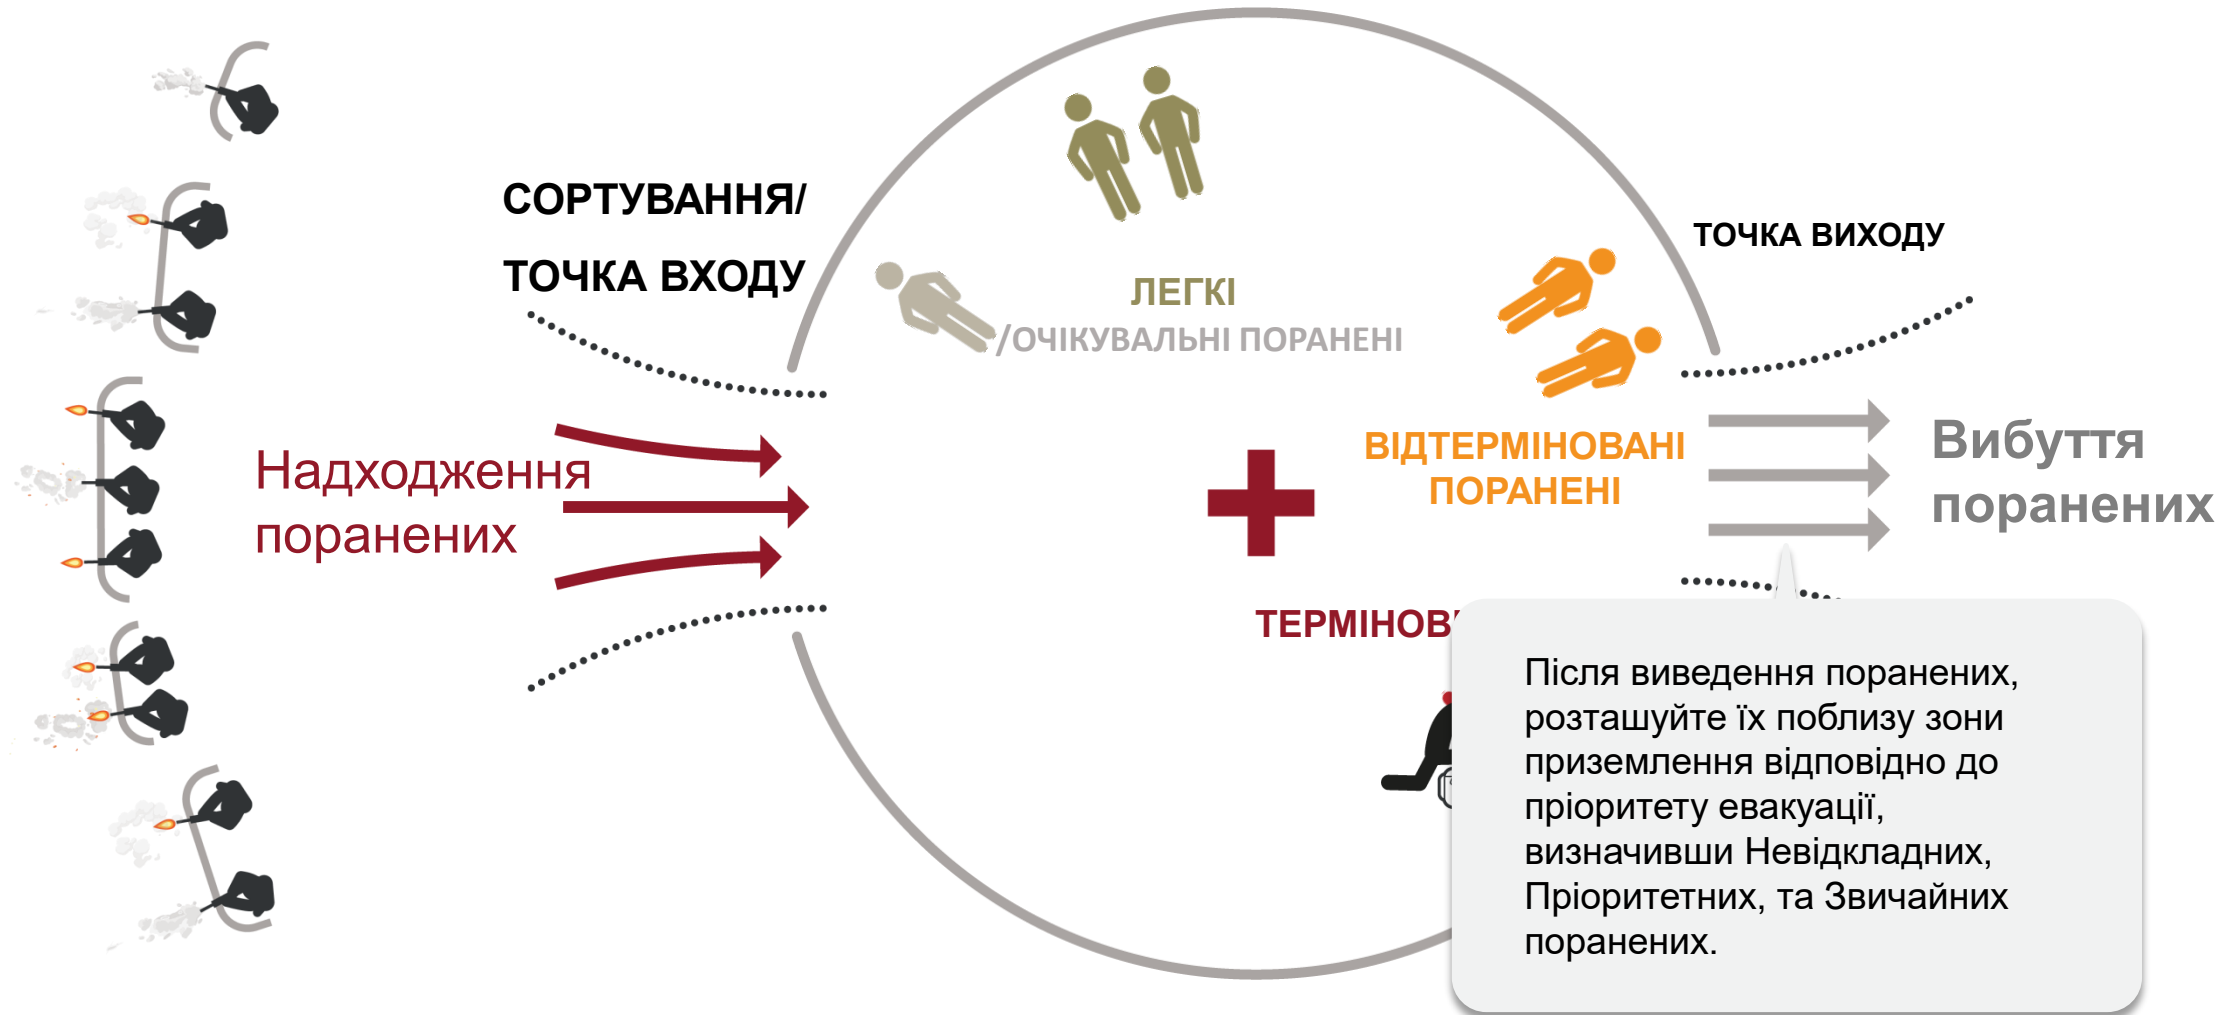 СОРТУВАННЯ/
ТОЧКА ВХОДУ
Надходження
поранених
ЛЕГКІ
/ОЧІКУВАЛЬНІ ПОРАНЕНІ
ВІДТЕРМІНОВАНІ
ПОРАНЕНІ
ТОЧКА ВИХОДУ
Вибуття
поранених
Після виведення поранених,
розташуйте їх поблизу зони
приземлення відповідно до
пріоритету евакуації,
визначивши Невідкладних,
Пріоритетних, та Звичайних
поранених.